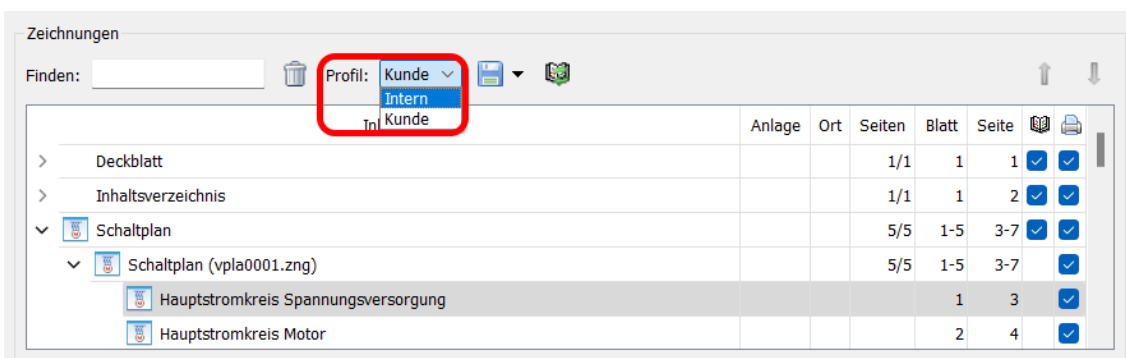 Zeichnungen
Finden: Profil: Kunde
Intern
Kunde
Anlage Ort Seiten Blatt Seite
Deckblatt 1/1 1 1
Inhaltsverzeichnis 1/1 1 2
Schaltplan 5/5 1-5 3-7
Schaltplan (vpla0001.zng) 5/5 1-5 3-7
Hauptstromkreis Spannungsversorgung 1 3
Hauptstromkreis Motor 2 4